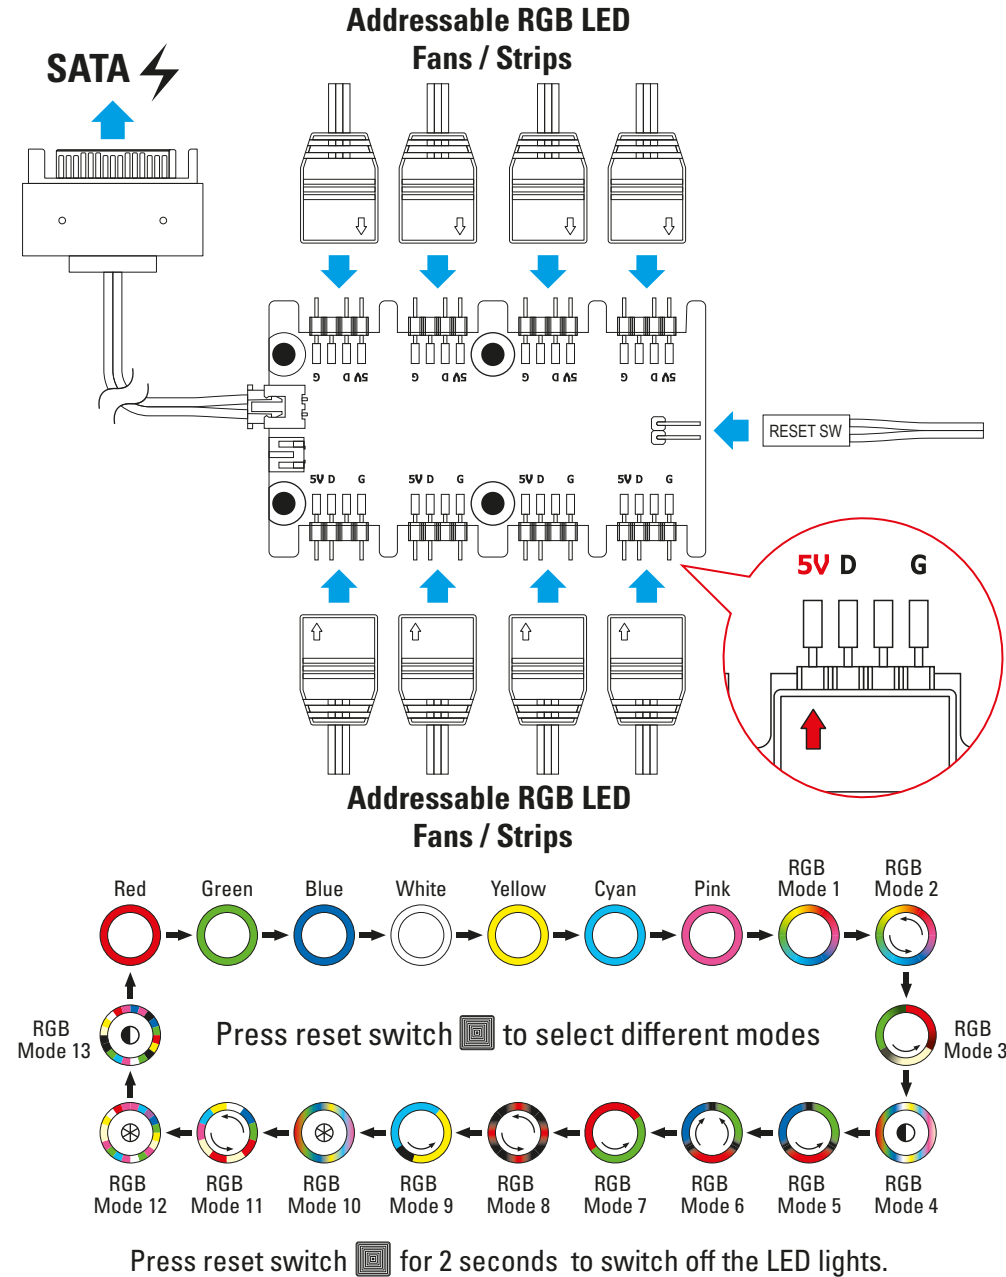 Addressable RGB LED
Fans / Strips
SATA
G D 5V
G D 5V
G D 5V
G D 5V
RESET SW
5V D G
5V D G
5V D G
5V D G
5V D G
Addressable RGB LED
Fans / Strips
Red
Green
Blue
White
Yellow
Cyan
Pink
RGB
Mode 1
RGB
Mode 2
RGB
Mode 13
Press reset switch to select different modes
RGB
Mode 3
RGB
Mode 12
RGB
Mode 11
RGB
Mode 10
RGB
Mode 9
RGB
Mode 8
RGB
Mode 7
RGB
Mode 6
RGB
Mode 5
RGB
Mode 4
Press reset switch for 2 seconds to switch off the LED lights.